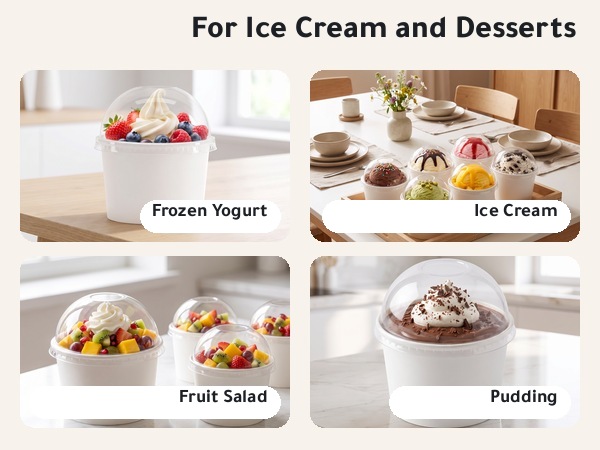 For Ice Cream and Desserts
Frozen Yogurt
Ice Cream
Fruit Salad
Pudding